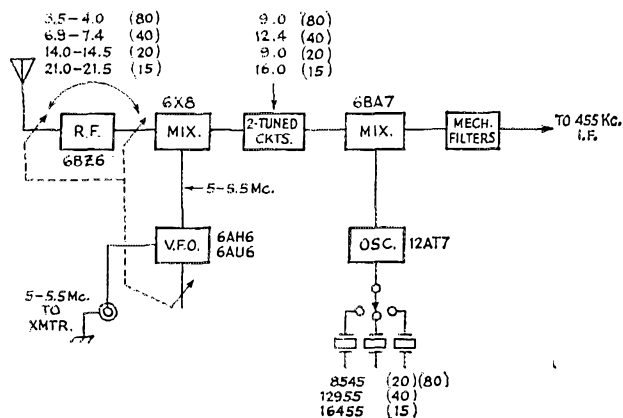 3.5-4.0 (80)
6.9-7.4 (40)
14.0-14.5 (20)
21.0-21.5 (15)
9.0 (80)
12.4 (40)
9.0 (20)
16.0 (15)
R.F.
6BZ6
6X8
MIX.
2-TUNED
CKTS.
6BA7
MIX.
MECH.
FILTERS
TO 455 KC.
I.F.
5-5.5 Mc.
V.F.O.
6AH6
6AU6
OSC.
12AT7
5-5.5 Mc.
TO
XMTR.
8545 (20)(80)
12955 (40)
16455 (15)